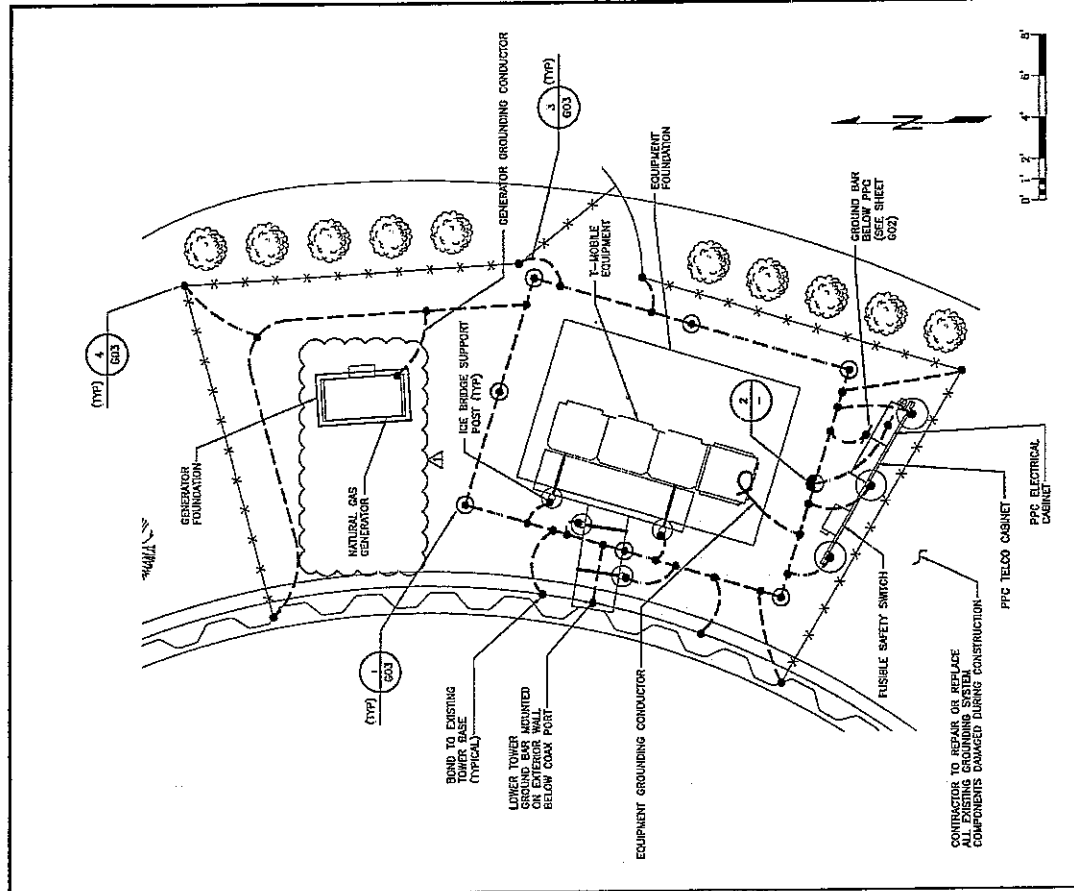 (TYP)
4
G03
GENERATOR
FOUNDATION
NATURAL GAS
GENERATOR
(TYP)
1
G03
BOND TO EXISTING
TOWER BASE
(TYPICAL)
LOWER TOWER
GROUND BAR MOUNTED
ON EXTERIOR WALL
BELOW COAX PORT
EQUIPMENT GROUNDING CONDUCTOR
CONTRACTOR TO REPAIR OR REPLACE
ALL EXISTING GROUNDING SYSTEM
COMPONENTS DAMAGED DURING CONSTRUCTION
ICE BRIDGE SUPPORT
POST (TYP)
GENERATOR GROUNDING CONDUCTOR
3
G03
(TYP)
T-MOBILE
EQUIPMENT
EQUIPMENT
FOUNDATION
2
-
GROUND BAR
BELOW PPC
(SEE SHEET
G02)
FUSIBLE SAFETY SWITCH
PPC TELCO CABINET
PPC ELECTRICAL
CABINET
N
0' 1' 2' 4' 6' 8'